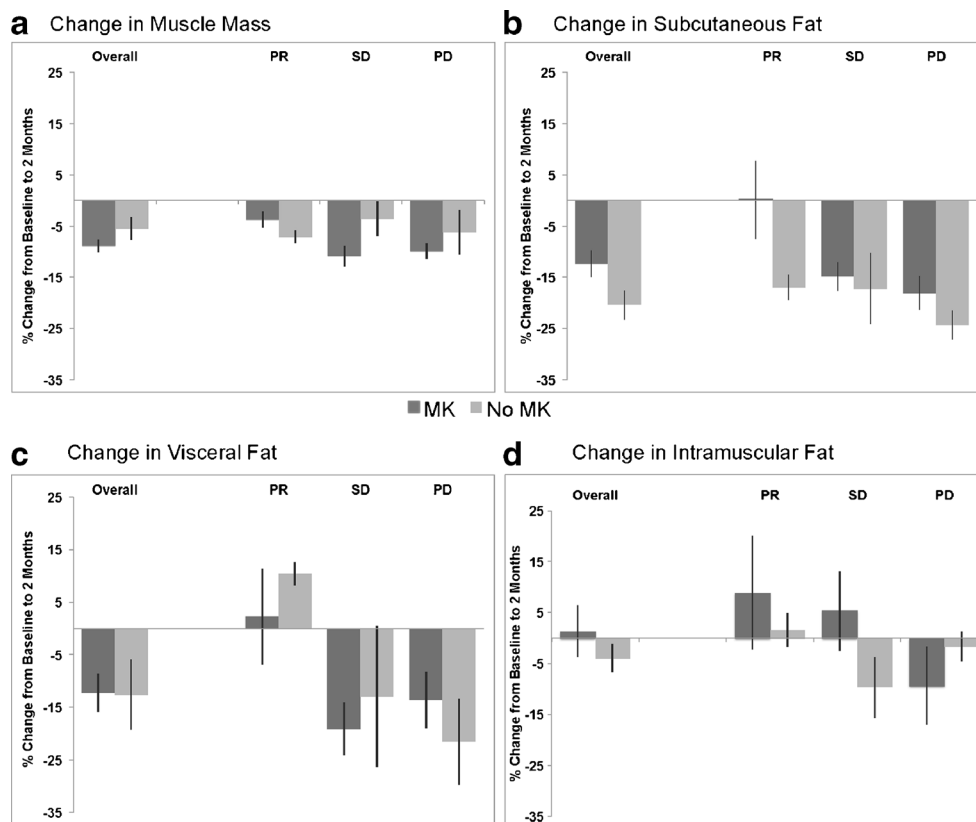 a Change in Muscle Mass
Overall PR SD PD
% Change from Baseline to 2 Months
25
15
5
-5
-15
-25
-35
b Change in Subcutaneous Fat
Overall PR SD PD
% Change from Baseline to 2 Months
25
15
5
-5
-15
-25
-35
MK No MK
c Change in Visceral Fat
Overall PR SD PD
% Change from Baseline to 2 Months
25
15
5
-5
-15
-25
-35
d Change in Intramuscular Fat
Overall PR SD PD
% Change from Baseline to 2 Months
25
15
5
-5
-15
-25
-35